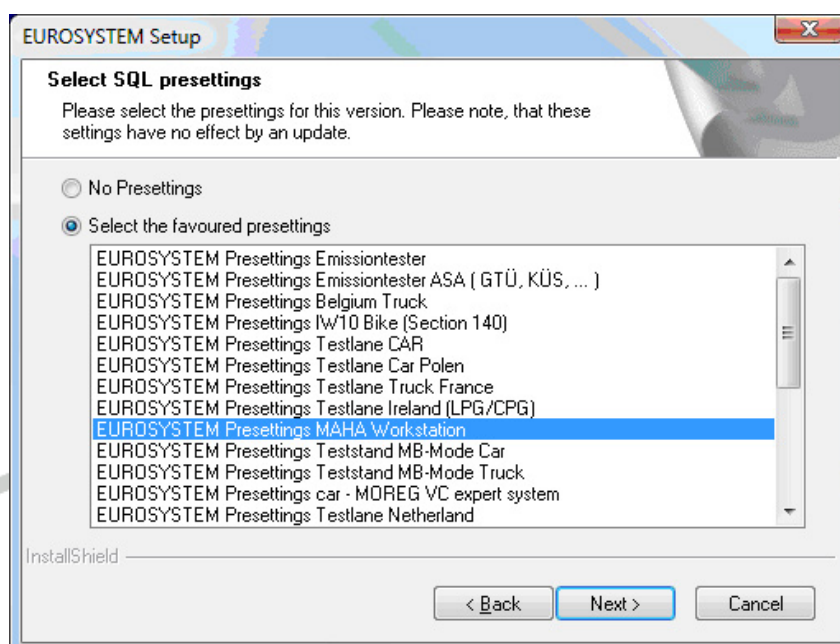 EUROSYSTEM Setup
Select SQL presettings
Please select the presettings for this version. Please note, that these
settings have no effect by an update.
No Presettings
Select the favoured presettings
EUROSYSTEM Presettings Emissiontester
EUROSYSTEM Presettings Emissiontester ASA ( GTÜ, KÜS, ... )
EUROSYSTEM Presettings Belgium Truck
EUROSYSTEM Presettings IW10 Bike (Section 140)
EUROSYSTEM Presettings Testlane CAR
EUROSYSTEM Presettings Testlane Car Polen
EUROSYSTEM Presettings Testlane Truck France
EUROSYSTEM Presettings Testlane Ireland (LPG/CPG)
EUROSYSTEM Presettings MAHA Workstation
EUROSYSTEM Presettings Teststand MB-Mode Car
EUROSYSTEM Presettings Teststand MB-Mode Truck
EUROSYSTEM Presettings car - MOREG VC expert system
EUROSYSTEM Presettings Testlane Netherland
InstallShield
< Back
Next >
Cancel